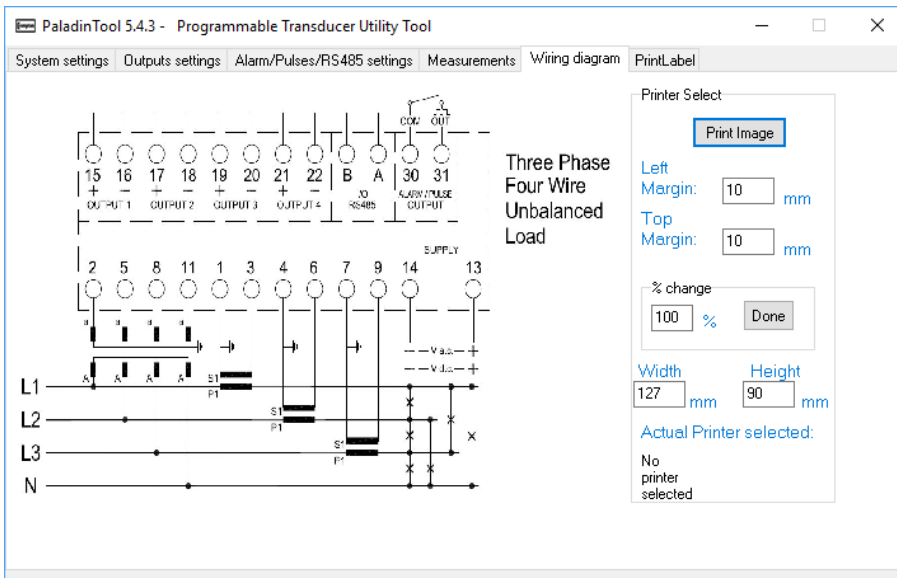 PaladinTool 5.4.3 - Programmable Transducer Utility Tool
System settings Outputs settings Alarm/Pulses/RS485 settings Measurements Wiring diagram PrintLabel
COM OUT
15 16 17 18 19 20 21 22 B A 30 31
+ - + - + - + - I/O ALARM/PULSE
OUTPUT 1 OUTPUT 2 OUTPUT 3 OUTPUT 4 RS485 OUTPUT
Three Phase
Four Wire
Unbalanced
Load
SUPPLY
2 5 8 11 1 3 4 6 7 9 14 13
B B B B
A A A A
V a.c.
V d.c. +
L1
S1
P1
L2
S1
P1
L3
S1
P1
N
Printer Select
Print Image
Left
Margin: 10 mm
Top
Margin: 10 mm
% change
100 % Done
Width Height
127 mm 90 mm
Actual Printer selected:
No
printer
selected